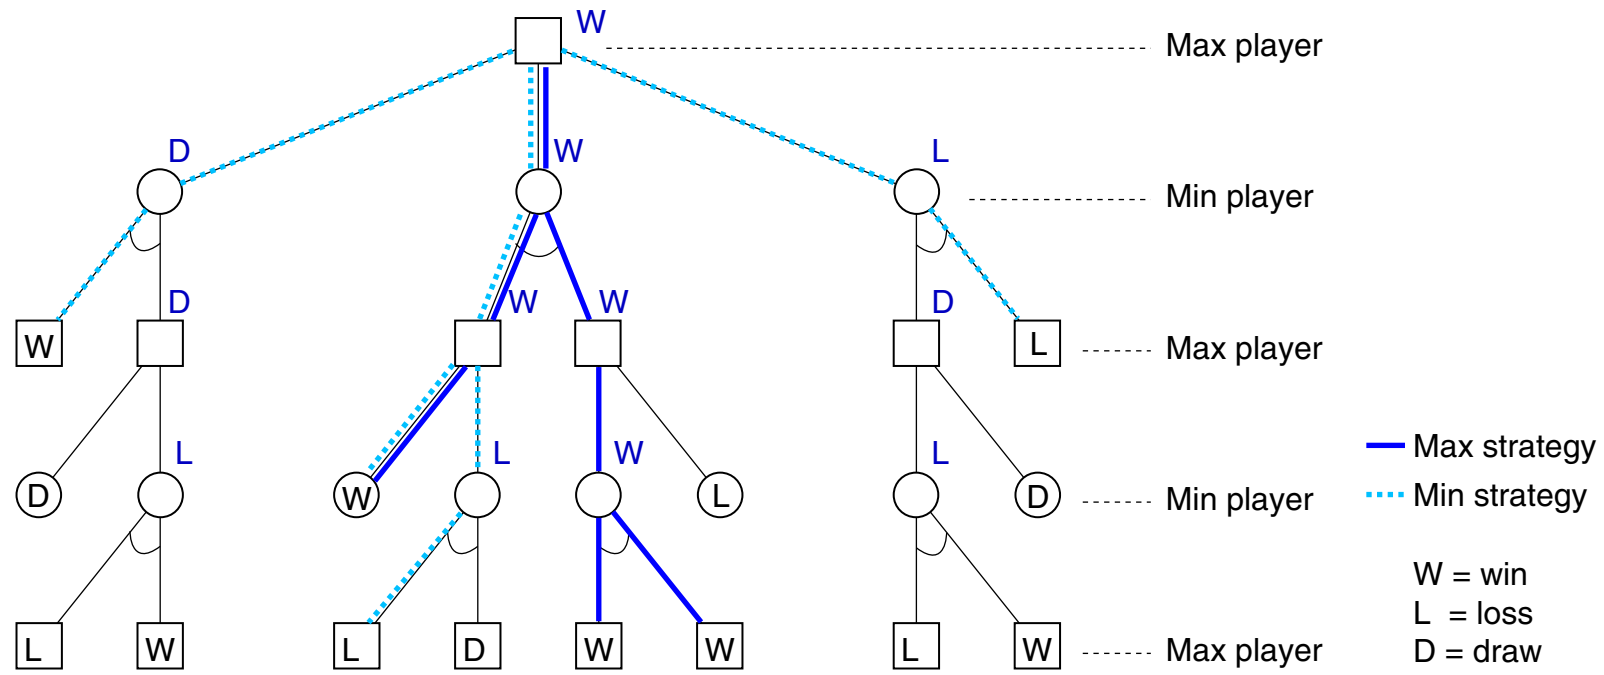 W
Max player
D
W
L
Min player
W
D
W
W
D
L
Max player
D
L
W
L
W
L
L
D
Min player
Max strategy
Min strategy
L
W
L
D
W
W
L
W
Max player
W = win
L = loss
D = draw